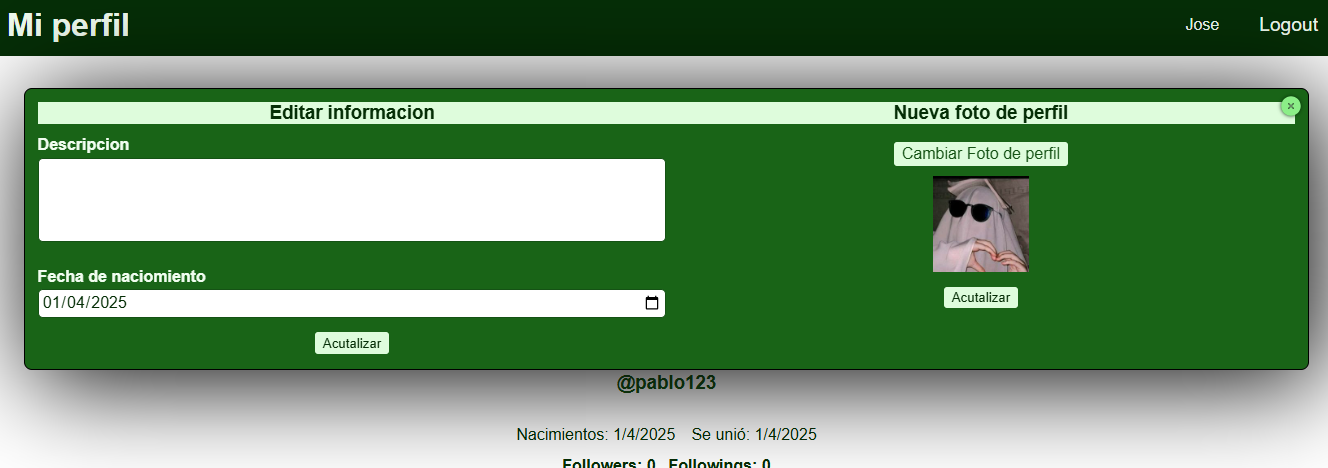 Mi perfil
Jose Logout
Editar informacion
Nueva foto de perfil
×
Descripcion
Cambiar Foto de perfil
Fecha de naciomiento
01/04/2025
Acutalizar
Acutalizar
@pablo123
Nacimientos: 1/4/2025 Se unió: 1/4/2025
Followers: 0 Followings: 0